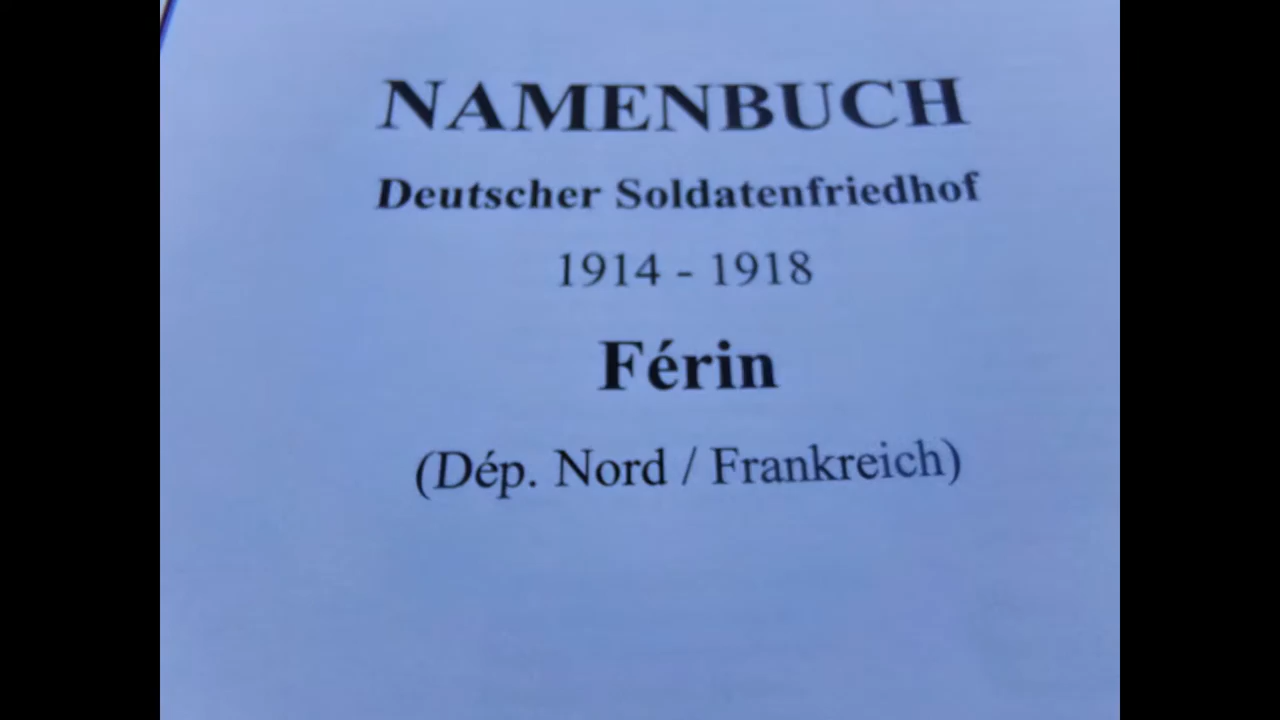 NAMENBUCH
Deutscher Soldatenfriedhof
1914 - 1918
Férin
(Dép. Nord / Frankreich)